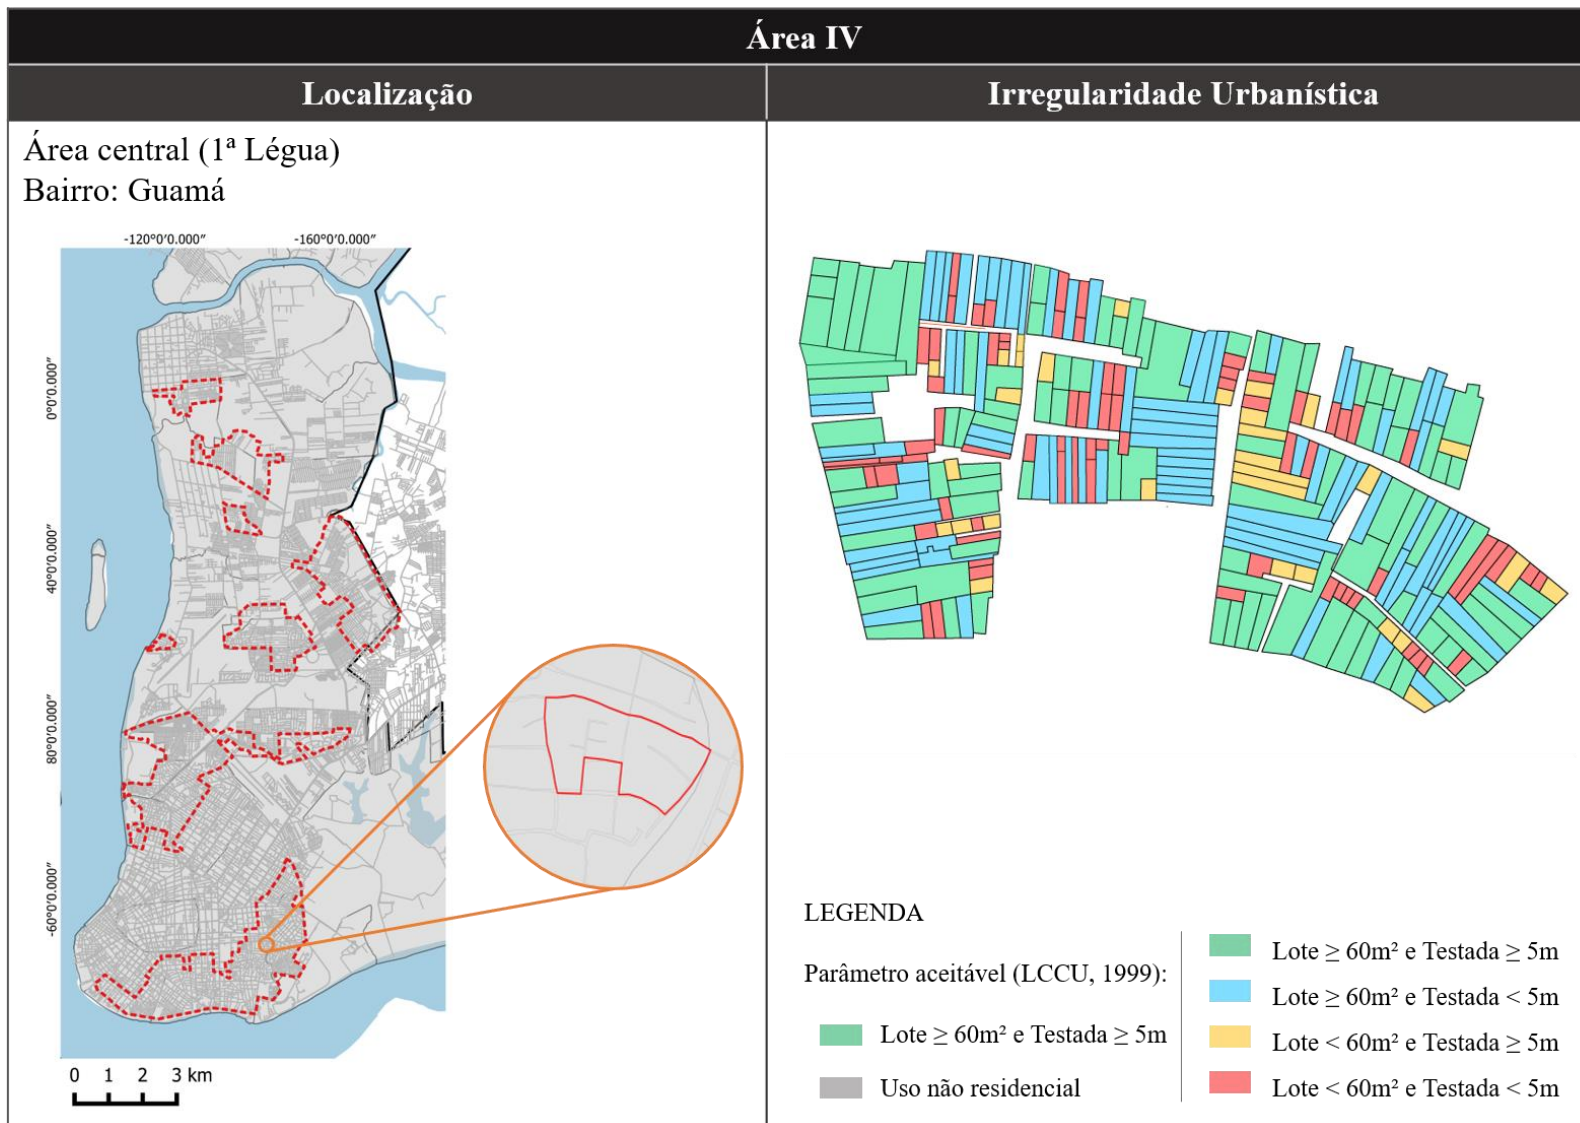 Área IV
Localização
Irregularidade Urbanística
Área central (1ª Légua)
Bairro: Guamá
-120°0'0.000"
-160°0'0.000"
0°0'0.000"
40°0'0.000"
80°0'0.000"
-60°0'0.000"
0 1 2 3 km
LEGENDA
Parâmetro aceitável (LCCU, 1999):
Lote ≥ 60m² e Testada ≥ 5m
Uso não residencial
Lote ≥ 60m² e Testada ≥ 5m
Lote ≥ 60m² e Testada < 5m
Lote < 60m² e Testada ≥ 5m
Lote < 60m² e Testada < 5m